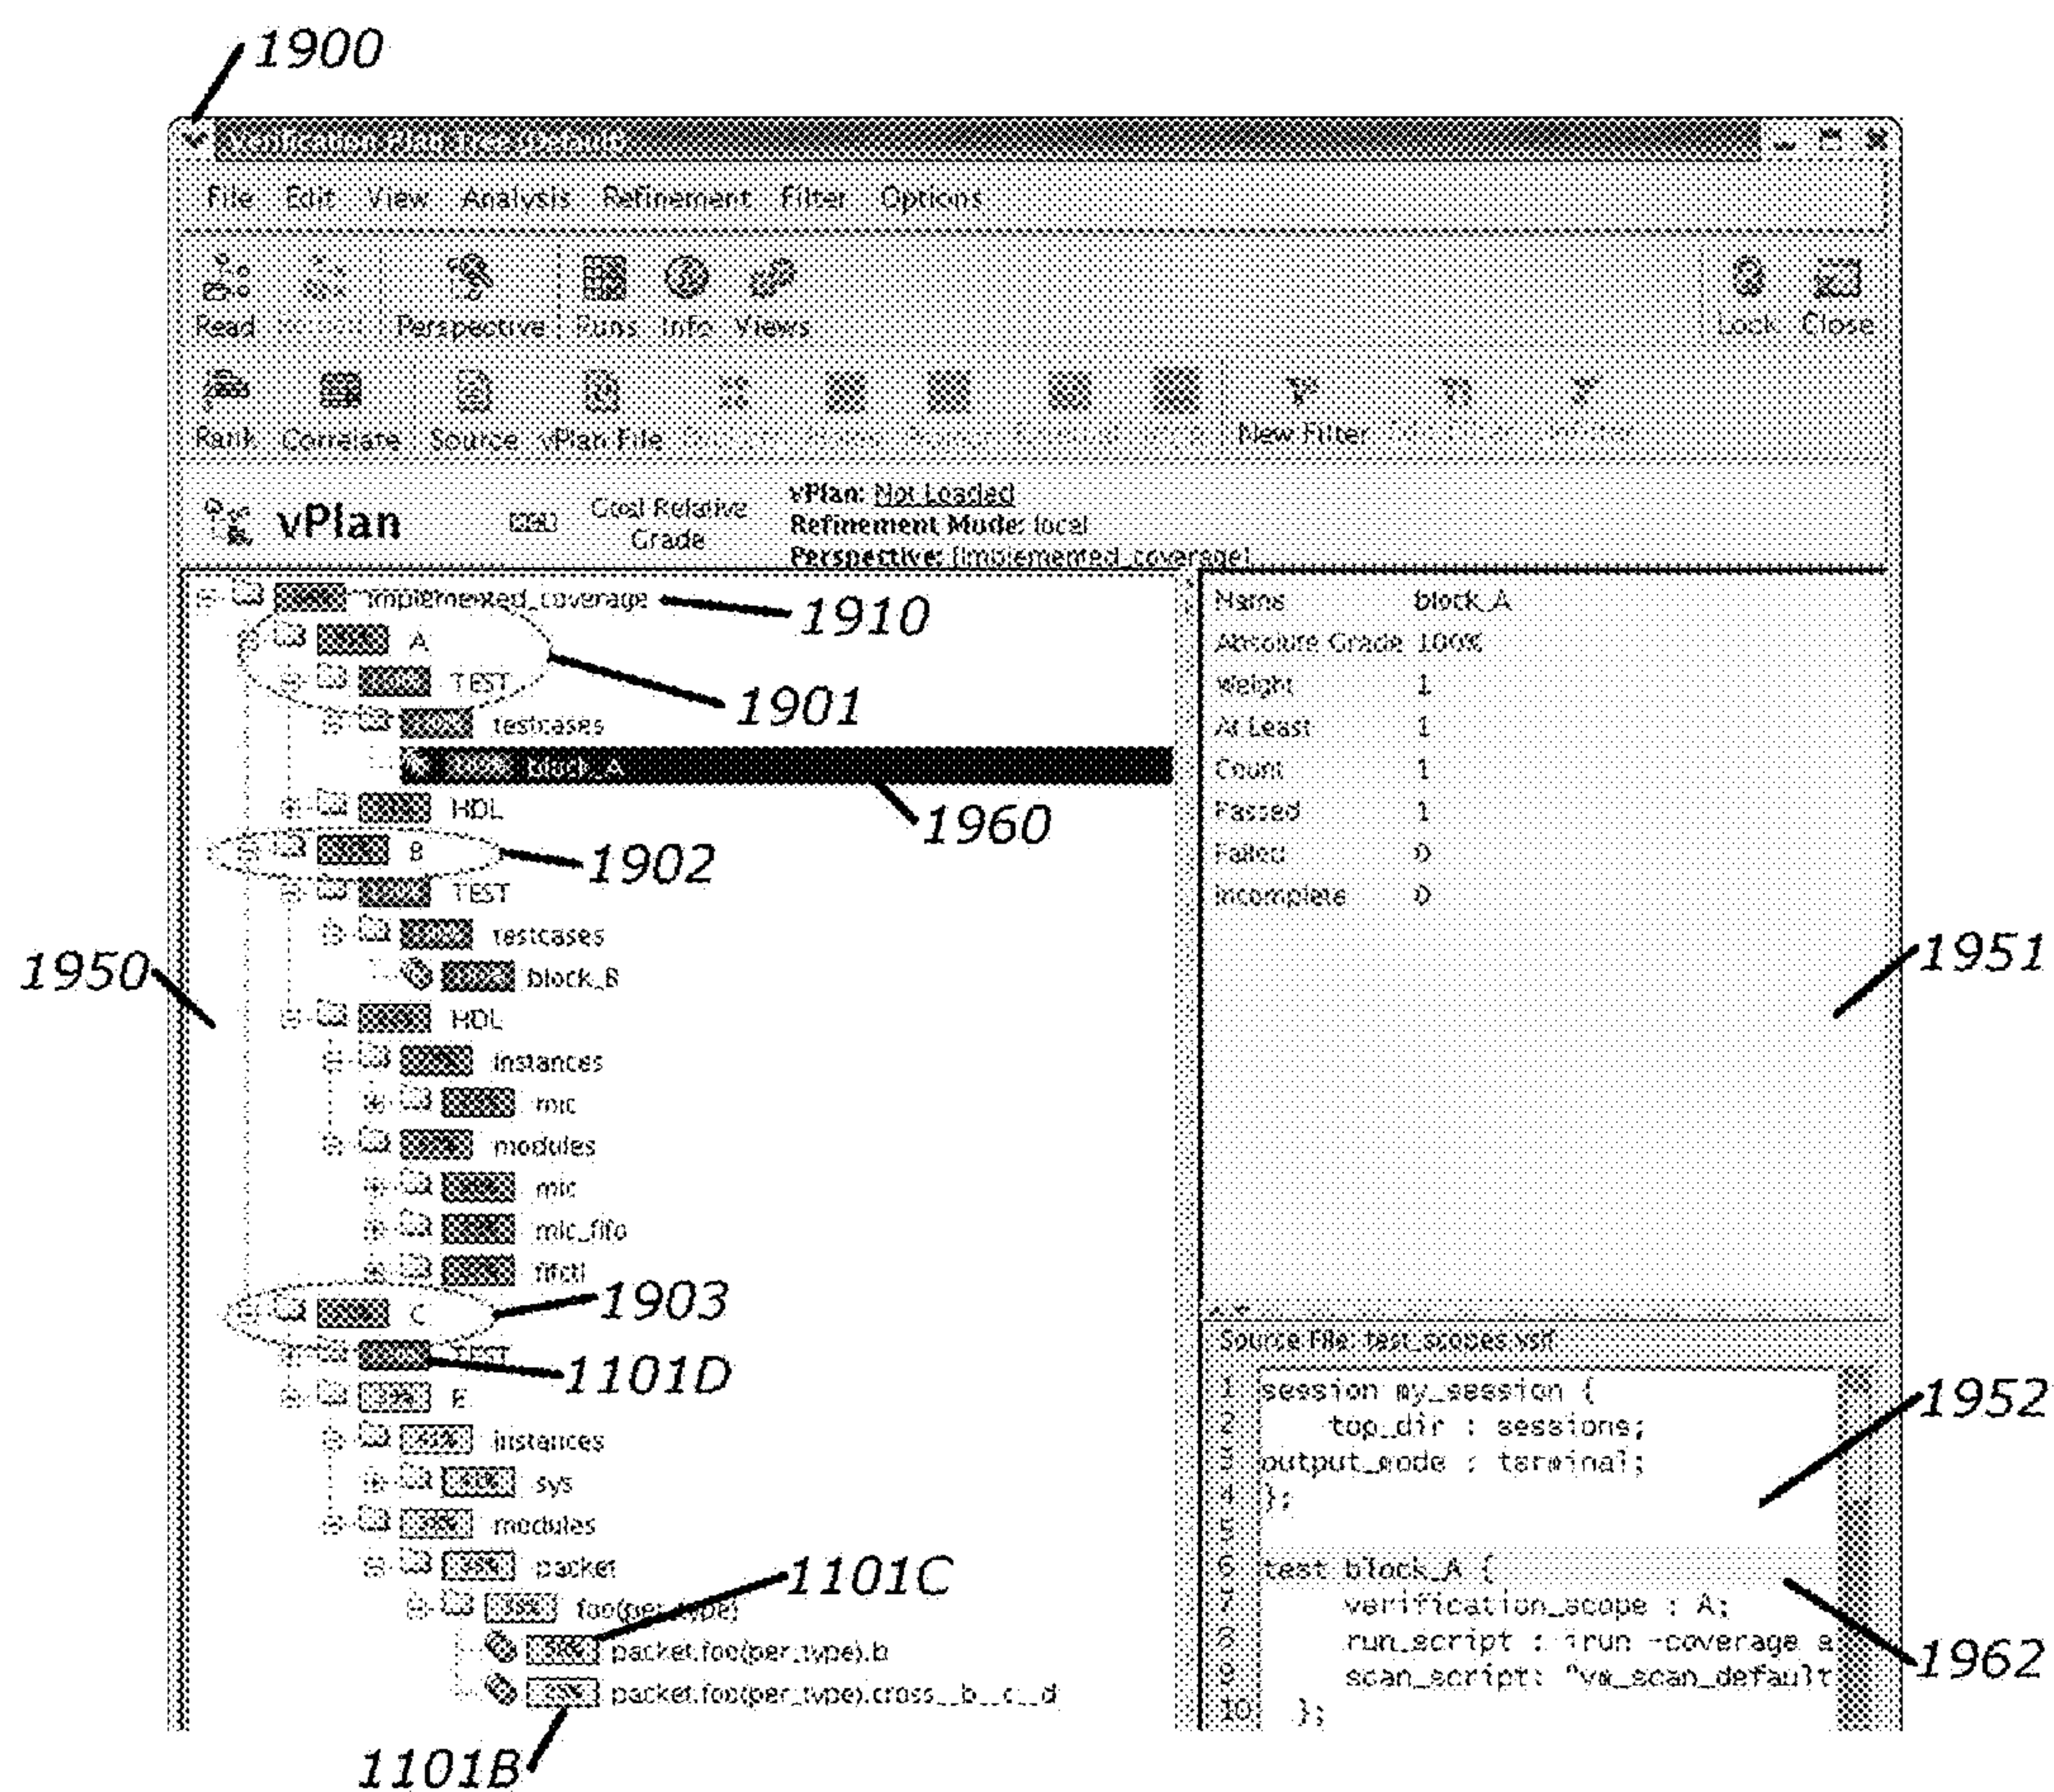 1900
Verification Plan Tree (Default)
File Edit View Analysis Refinement Filter Options
Read Perspective Runs Info Views Lock Close
Rank Correlate Source vPlan File New Filter
vPlan Goal Relative Grade
vPlan: Not Loaded
Refinement Mode: local
Perspective: [implemented_coverage]
implemented_coverage 1910
A
1901
TEST
testcases
block_A
1960
HDL
B
1902
TEST
testcases
block_B
1950
HDL
instances
mic
modules
mic
mic_fifo
fifctl
C
1903
TEST
1101D
E
instances
sys
modules
packet
1101C
foo(per_type)
packet.foo(per_type).b
packet.foo(per_type).cross__b__c__d
1101B
Name block_A
Absolute Grade 100%
Weight 1
At Least 1
Count 1
Passed 1
Failed 0
Incomplete 0
1951
Source File: test_scopes.vsif
1 session my_session {
2 top_dir : sessions;
3 output_mode : terminal;
4 };
5
6 test block_A {
7 verification_scope : A;
8 run_script : irun -coverage a
9 scan_script: "vm_scan_default
10 };
1952
1962